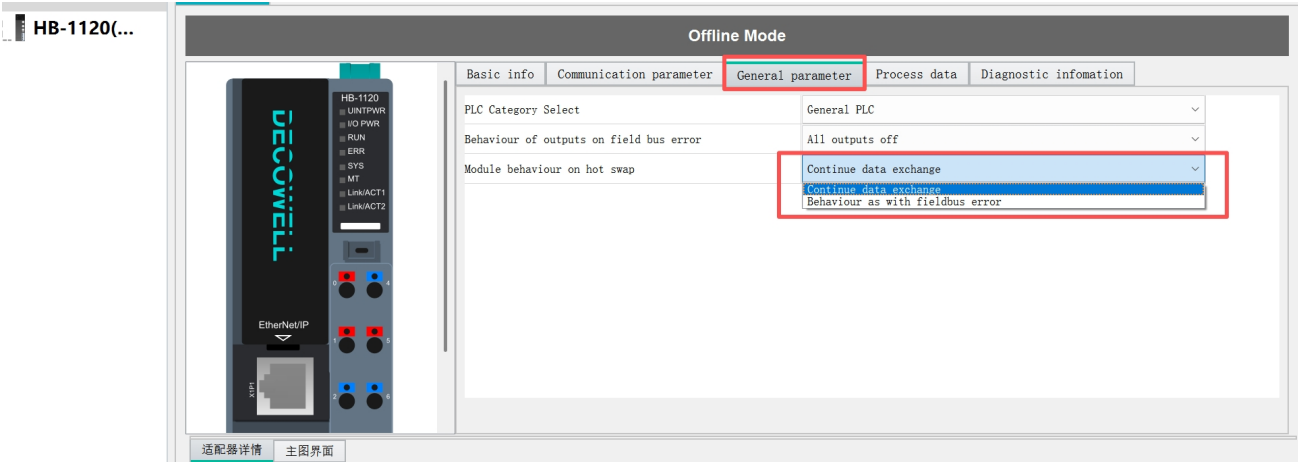 HB-1120(...
Offline Mode
Basic info
Communication parameter
General parameter
Process data
Diagnostic infomation
PLC Category Select
General PLC
Behaviour of outputs on field bus error
All outputs off
Module behaviour on hot swap
Continue data exchange
Continue data exchange
Behaviour as with fieldbus error
DECOWELL
HB-1120
UINTPWR
I/O PWR
RUN
ERR
SYS
MT
Link/ACT1
Link/ACT2
0
4
EtherNet/IP
1
5
X1P1
2
6
适配器详情
主图界面